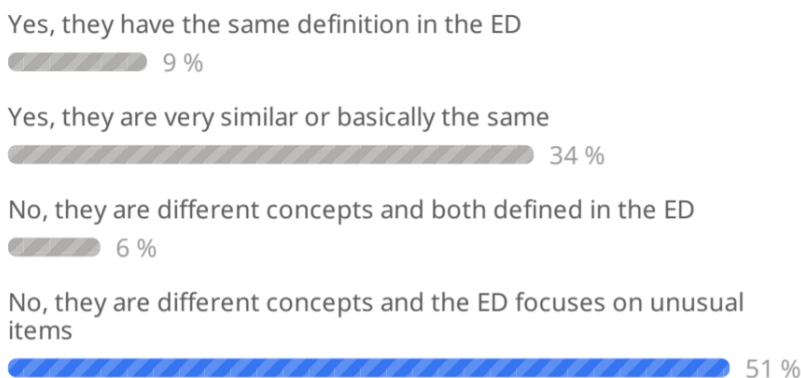 Yes, they have the same definition in the ED
9 %
Yes, they are very similar or basically the same
34 %
No, they are different concepts and both defined in the ED
6 %
No, they are different concepts and the ED focuses on unusual
items
51 %